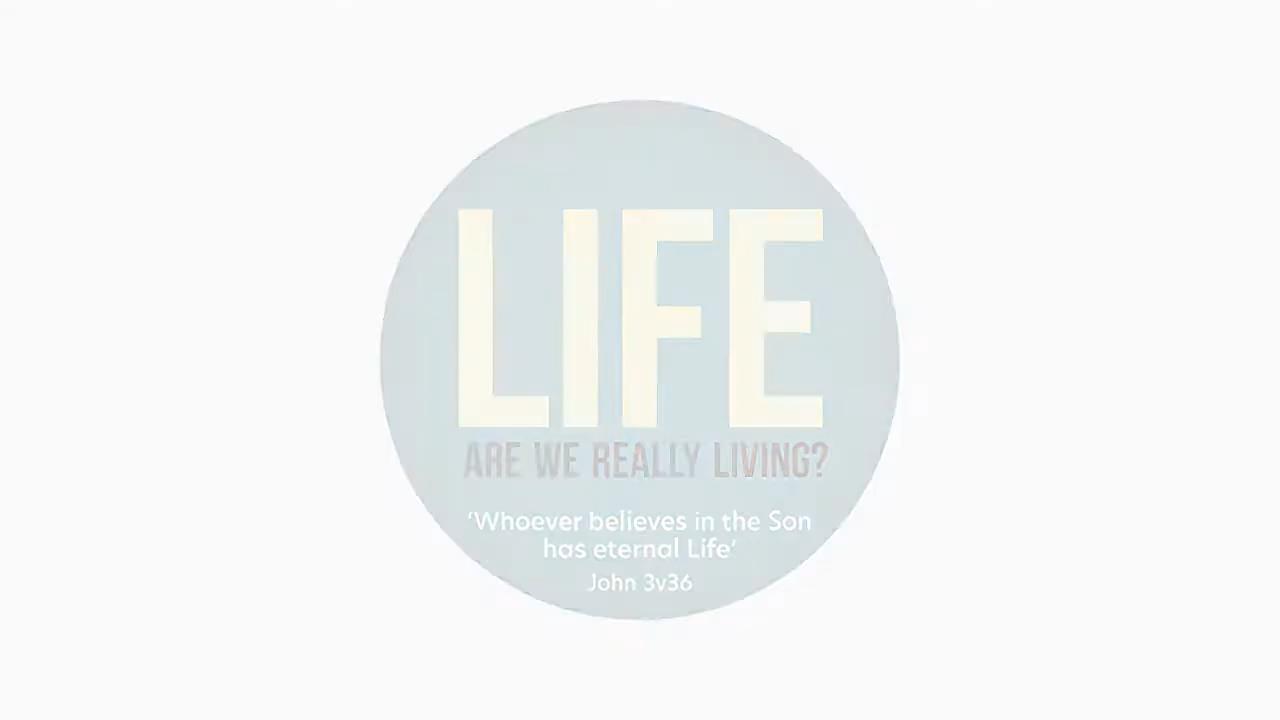 LIFE
ARE WE REALLY LIVING?
‘Whoever believes in the Son
has eternal Life’
John 3v36